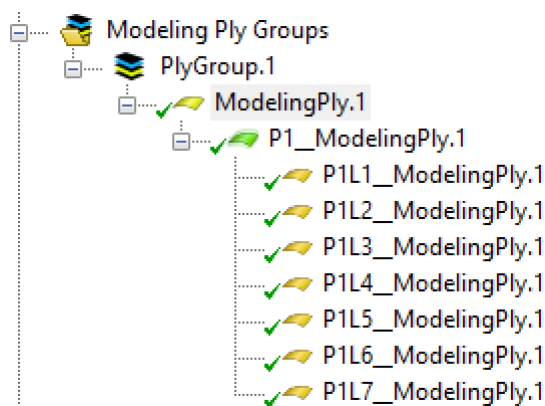 Modeling Ply Groups
PlyGroup.1
ModelingPly.1
P1__ModelingPly.1
P1L1__ModelingPly.1
P1L2__ModelingPly.1
P1L3__ModelingPly.1
P1L4__ModelingPly.1
P1L5__ModelingPly.1
P1L6__ModelingPly.1
P1L7__ModelingPly.1